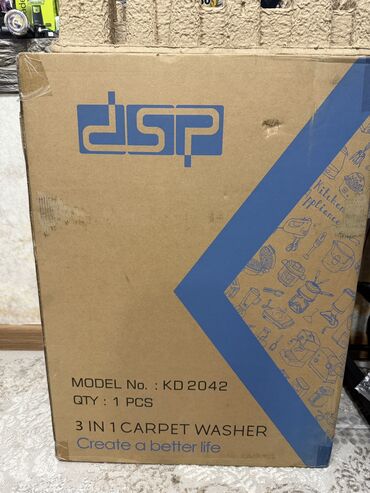 dsp
Kitchen
Appliance
MODEL No. : KD 2042
QTY : 1 PCS
3 IN 1 CARPET WASHER
Create a better life